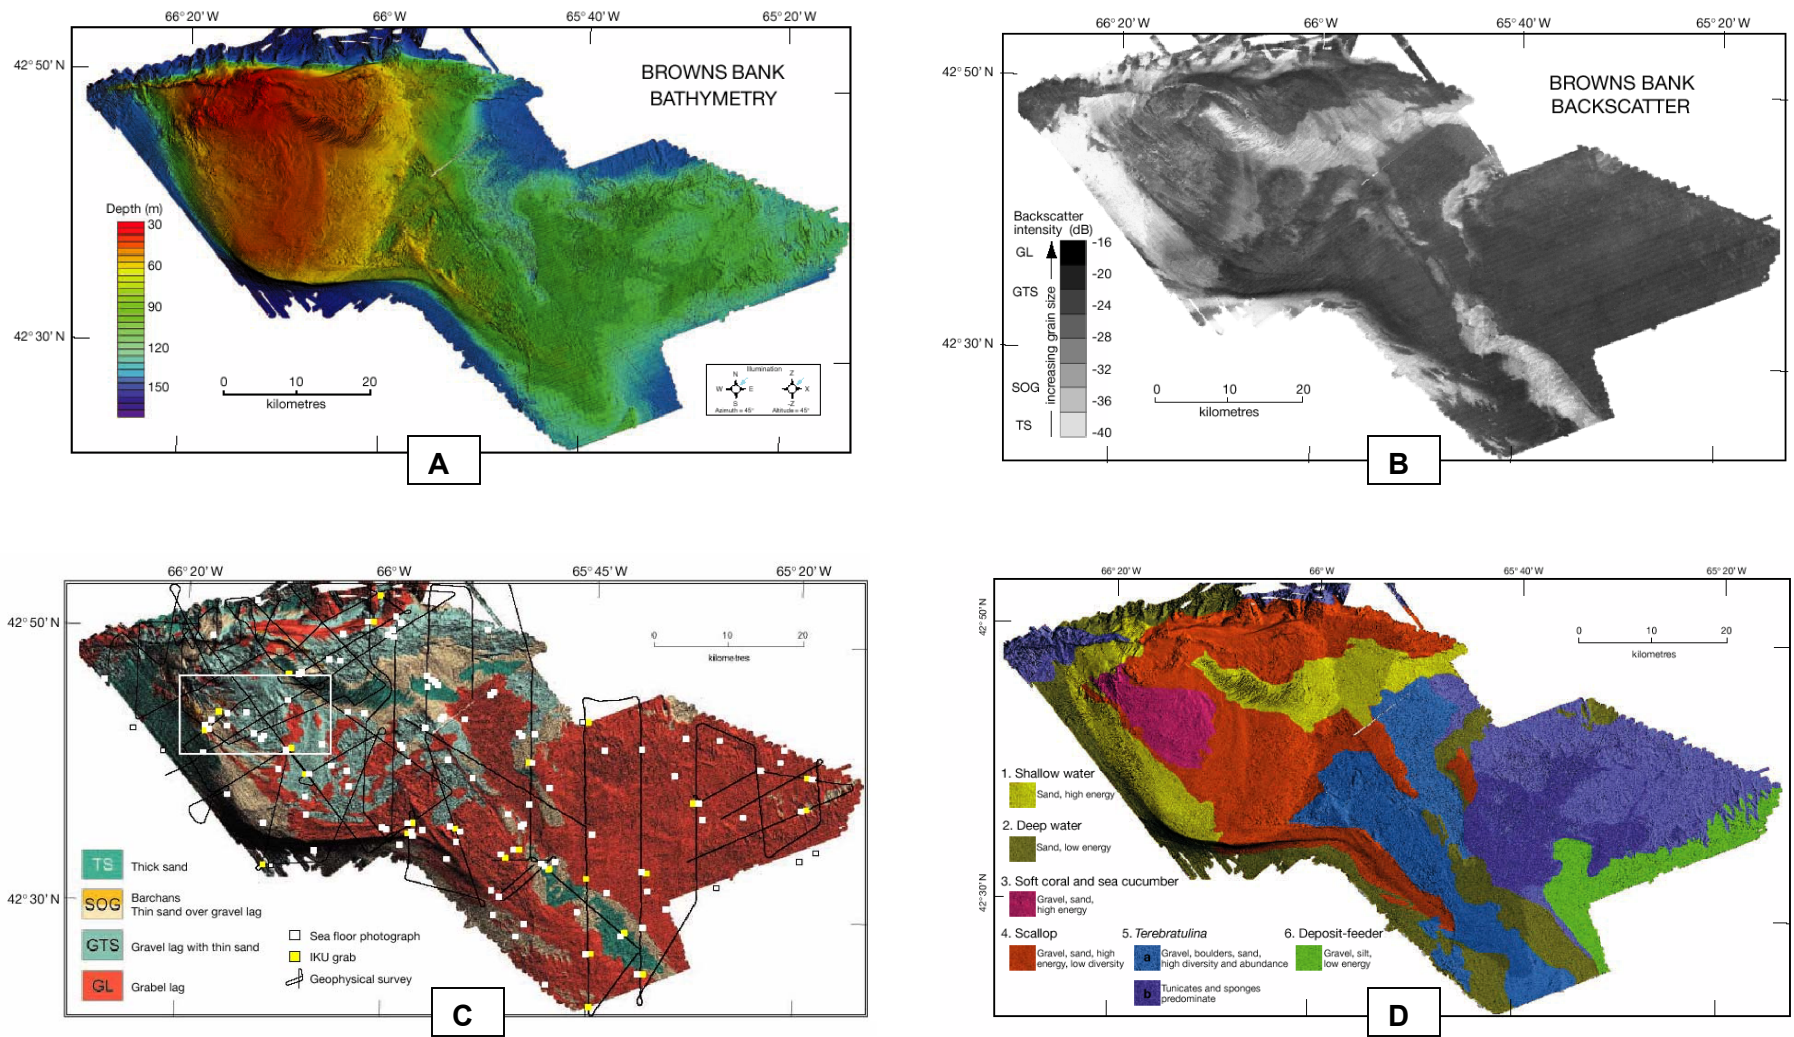 66°20' W
66°W
65°40' W
65°20' W
42°50' N
42°30' N
BROWNS BANK
BATHYMETRY
Depth (m)
30
60
90
120
150
0
10
20
kilometres
Illumination
N
W
E
S
Azimuth = 45°
Z
X
-Z
Altitude = 45°
A
66°20' W
66°W
65°40' W
65°20' W
42°50' N
42°30' N
BROWNS BANK
BACKSCATTER
Backscatter
intensity (dB)
GL
GTS
SOG
TS
increasing grain size
-16
-20
-24
-28
-32
-36
-40
0
10
20
kilometres
B
66°20' W
66°W
65°45' W
65°20' W
42°50' N
42°30' N
0
10
20
kilometres
TS
Thick sand
SOG
Barchans
Thin sand over gravel lag
GTS
Gravel lag with thin sand
GL
Grabel lag
Sea floor photograph
IKU grab
Geophysical survey
C
66°20' W
66°W
65°40' W
65°20' W
42°50' N
42°30' N
0
10
20
kilometres
1. Shallow water
Sand, high energy
2. Deep water
Sand, low energy
3. Soft coral and sea cucumber
Gravel, sand,
high energy
4. Scallop
Gravel, sand, high
energy, low diversity
5. Terebratulina
a
Gravel, boulders, sand,
high diversity and abundance
b
Tunicates and sponges
predominate
6. Deposit-feeder
Gravel, silt,
low energy
D